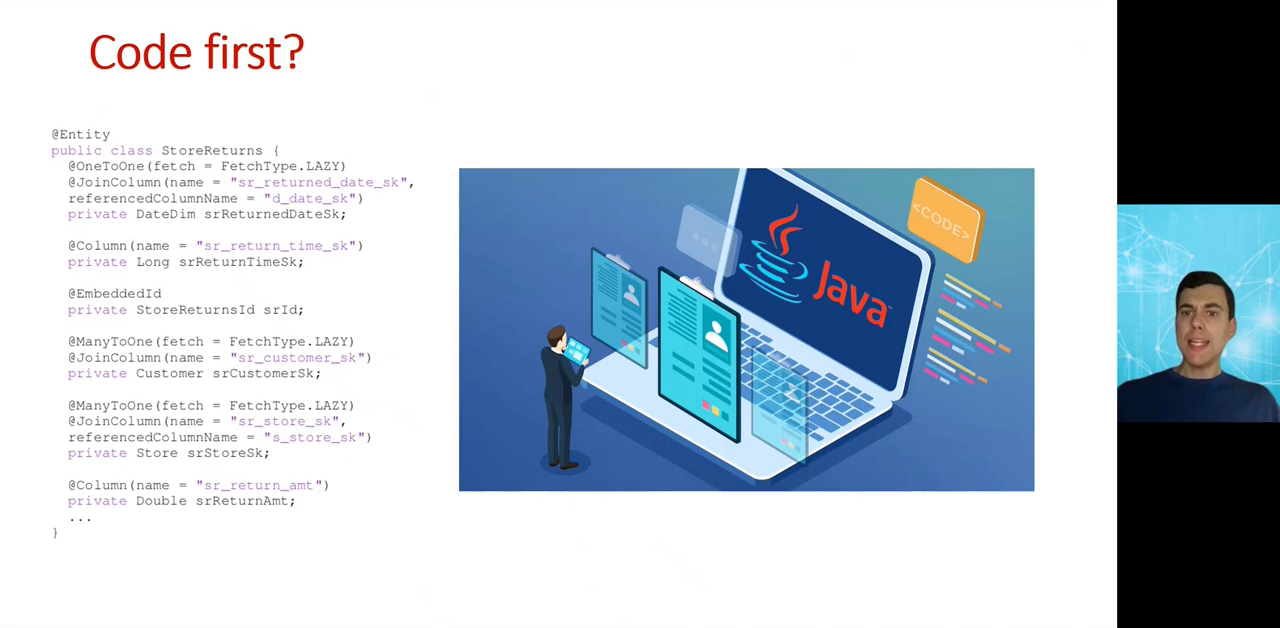 Code first?
@Entity
public class StoreReturns {
@OneToOne(fetch = FetchType.LAZY)
@JoinColumn(name = "sr_returned_date_sk",
referencedColumnName = "d_date_sk")
private DateDim srReturnedDateSk;
@Column(name = "sr_return_time_sk")
private Long srReturnTimeSk;
@EmbeddedId
private StoreReturnsId srId;
@ManyToOne(fetch = FetchType.LAZY)
@JoinColumn(name = "sr_customer_sk")
private Customer srCustomerSk;
@ManyToOne(fetch = FetchType.LAZY)
@JoinColumn(name = "sr_store_sk",
referencedColumnName = "s_store_sk")
private Store srStoreSk;
@Column(name = "sr_return_amt")
private Double srReturnAmt;
...
}
<CODE>
Java™